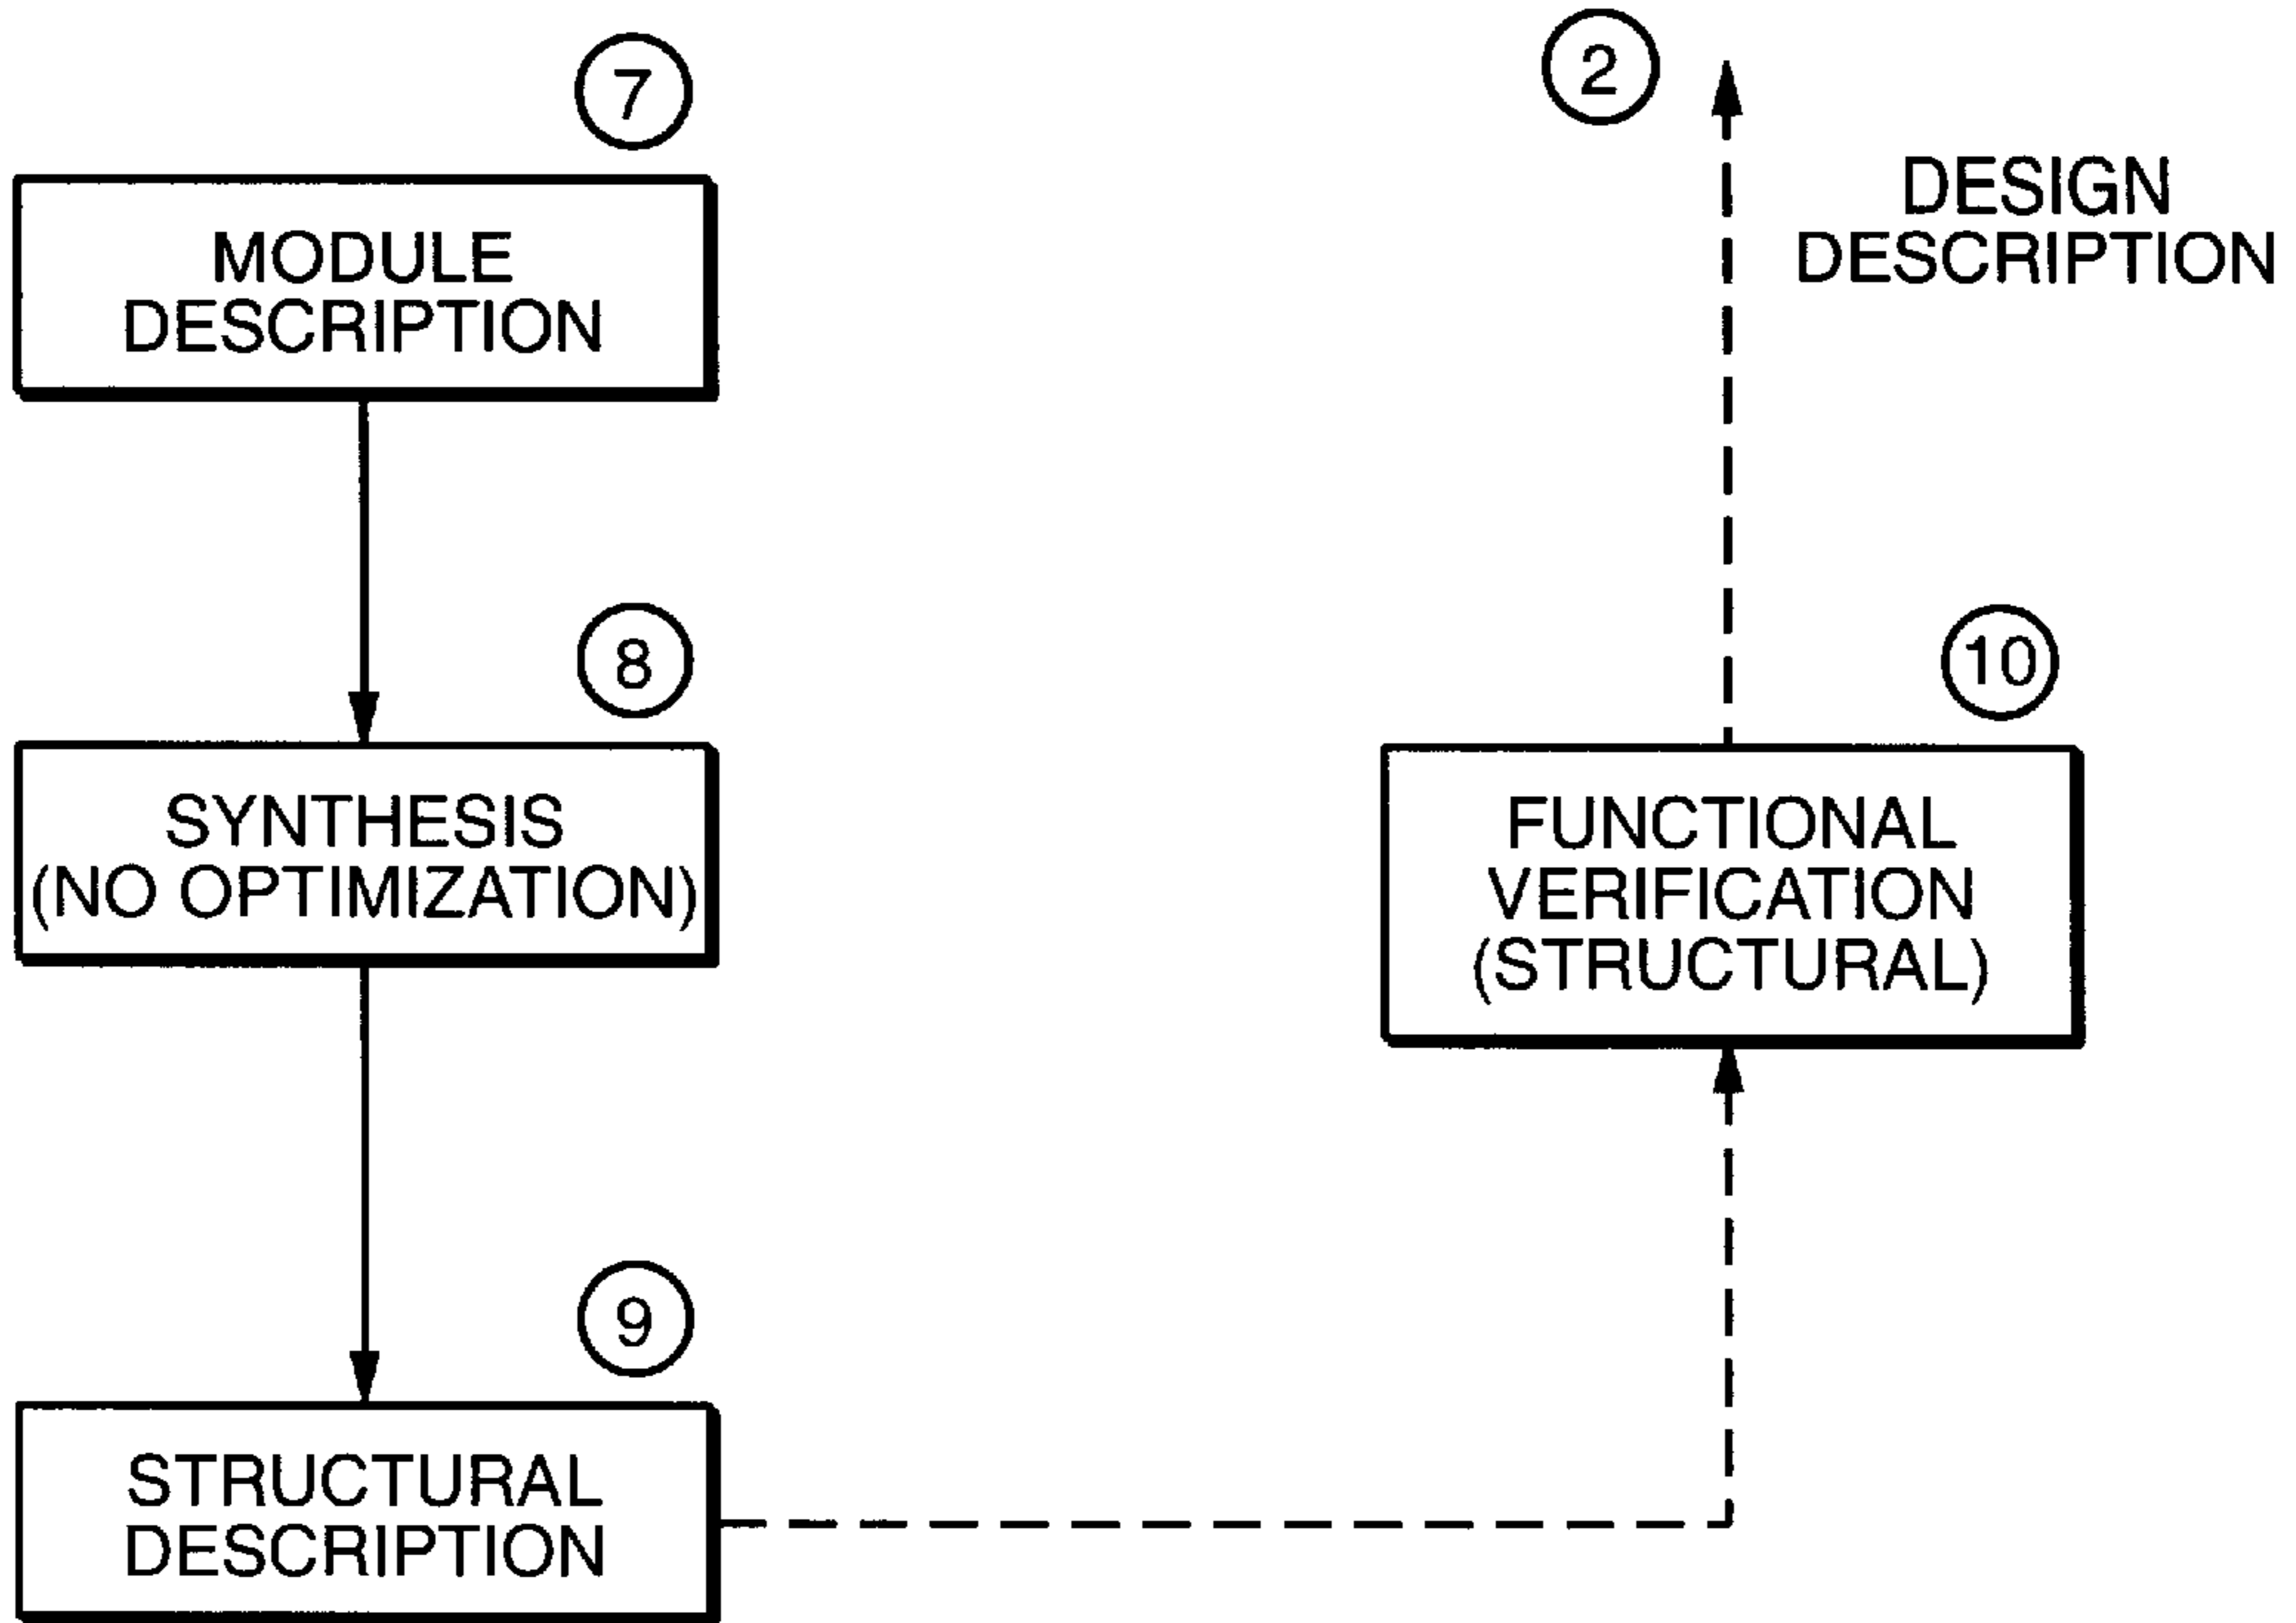 7
MODULE
DESCRIPTION
8
SYNTHESIS
(NO OPTIMIZATION)
9
STRUCTURAL
DESCRIPTION
2
DESIGN
DESCRIPTION
10
FUNCTIONAL
VERIFICATION
(STRUCTURAL)